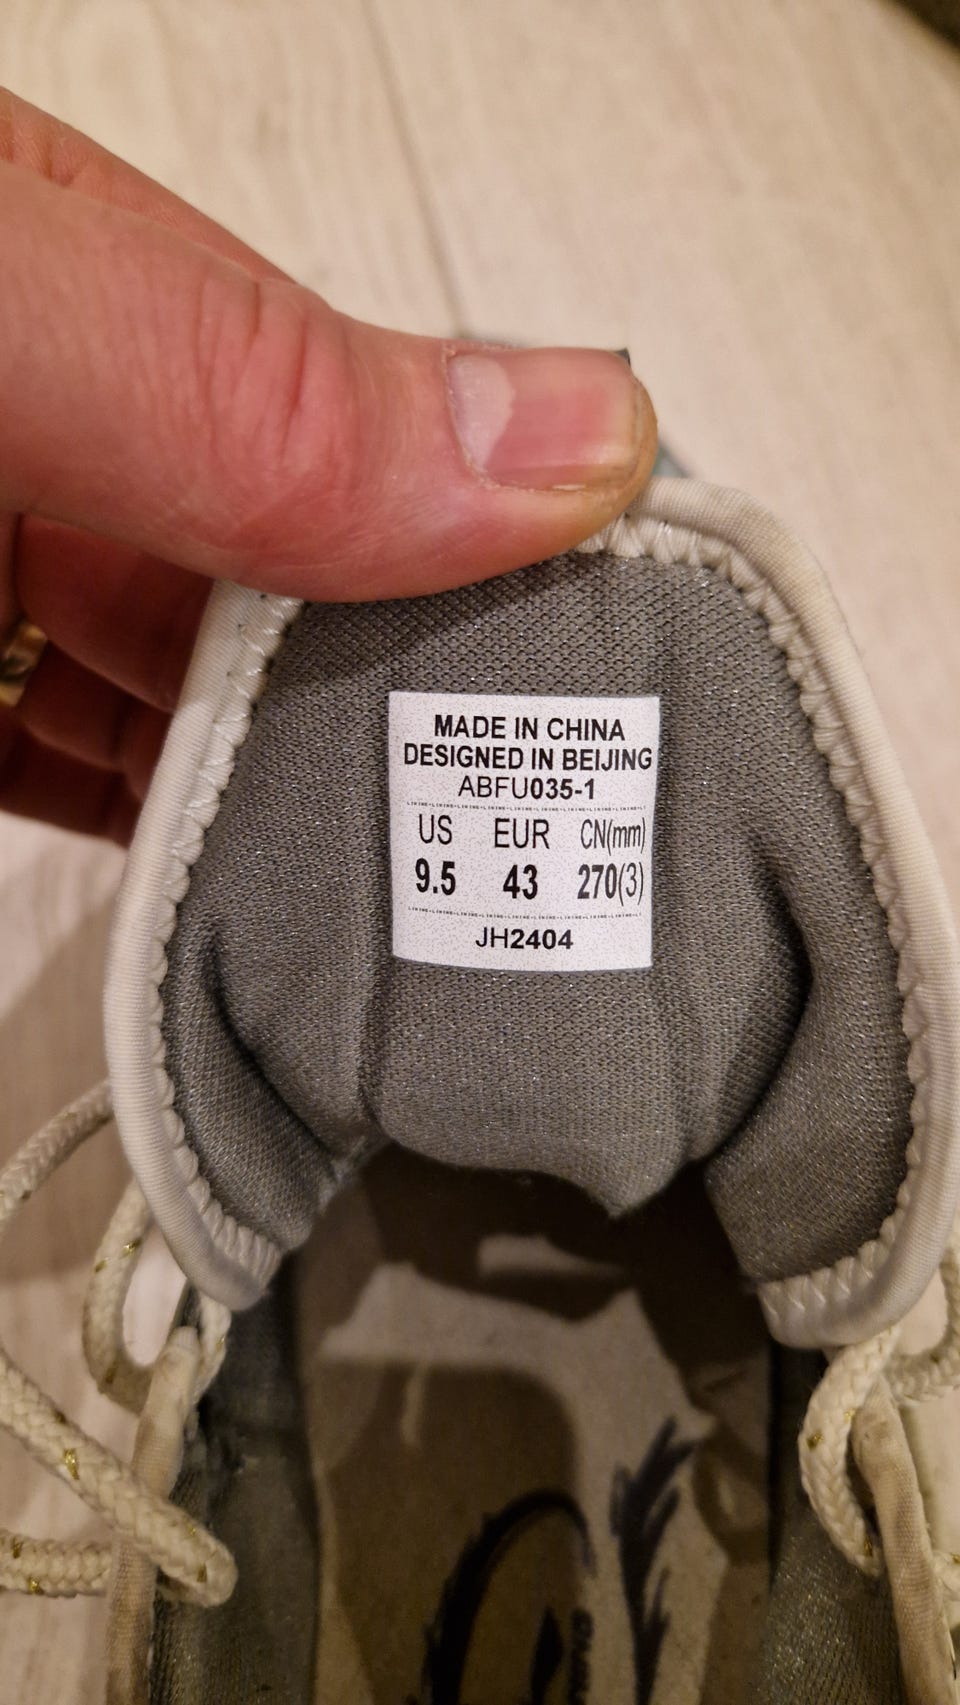 MADE IN CHINA
DESIGNED IN BEIJING
ABFU035-1
US EUR CN(mm)
9.5 43 270(3)
JH2404